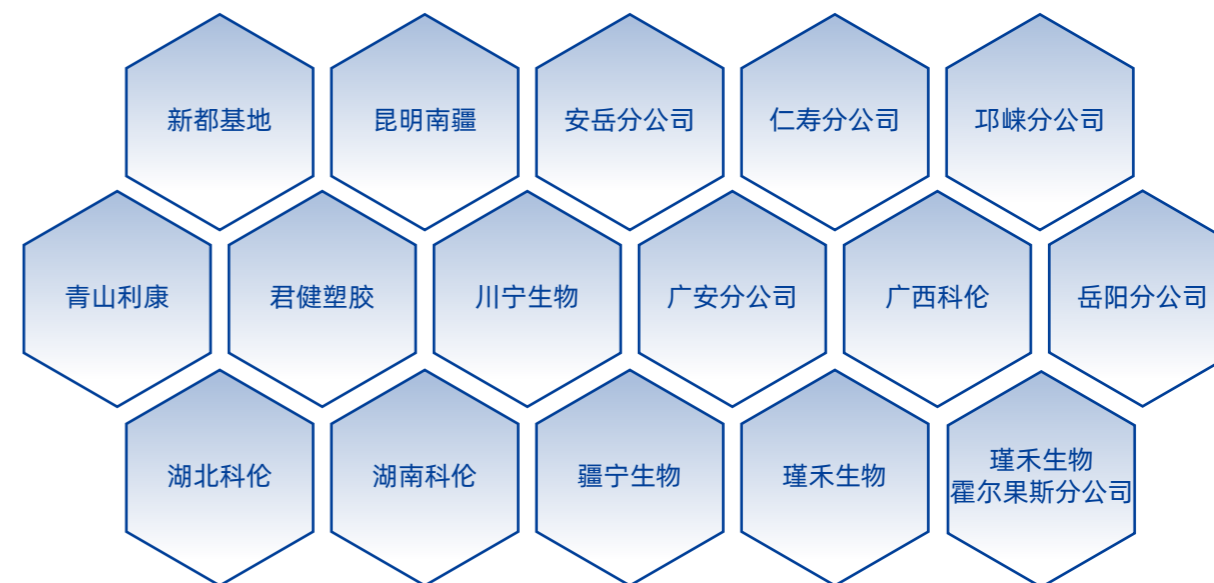 新都基地
昆明南疆
安岳分公司
仁寿分公司
邛崃分公司
青山利康
君健塑胶
川宁生物
广安分公司
广西科伦
岳阳分公司
湖北科伦
湖南科伦
疆宁生物
瑾禾生物
瑾禾生物
霍尔果斯分公司